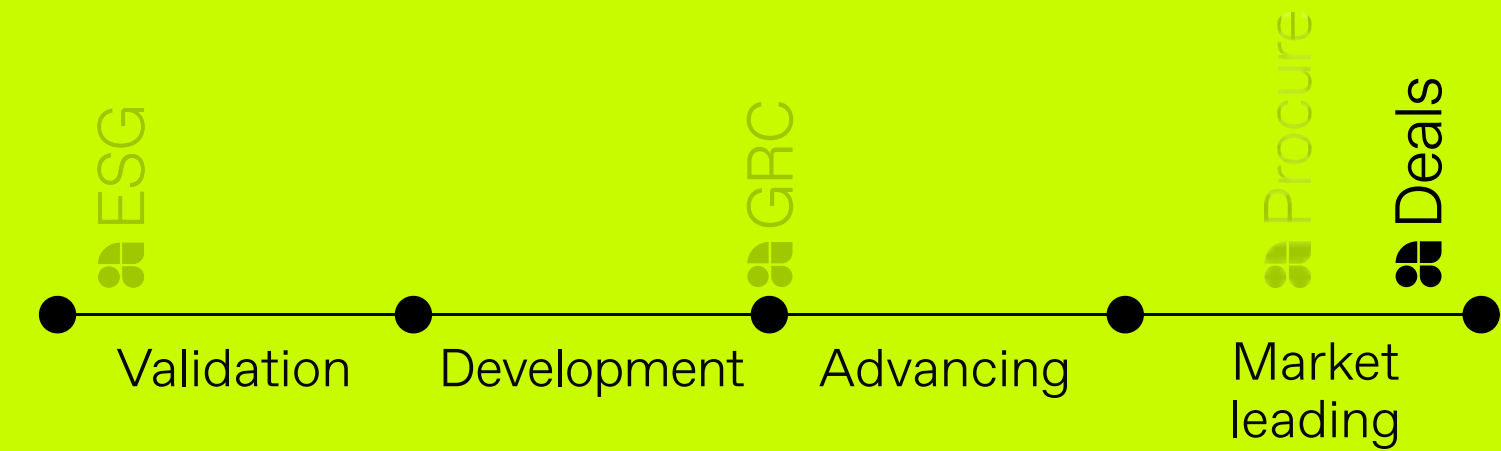 ESG
GRC
Procure
Deals
Validation
Development
Advancing
Market
leading